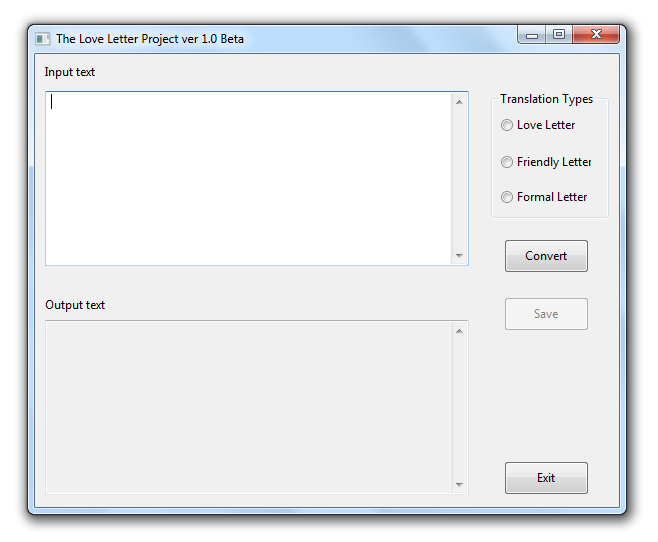 The Love Letter Project ver 1.0 Beta
Input text
Translation Types
Love Letter
Friendly Letter
Formal Letter
Convert
Output text
Save
Exit